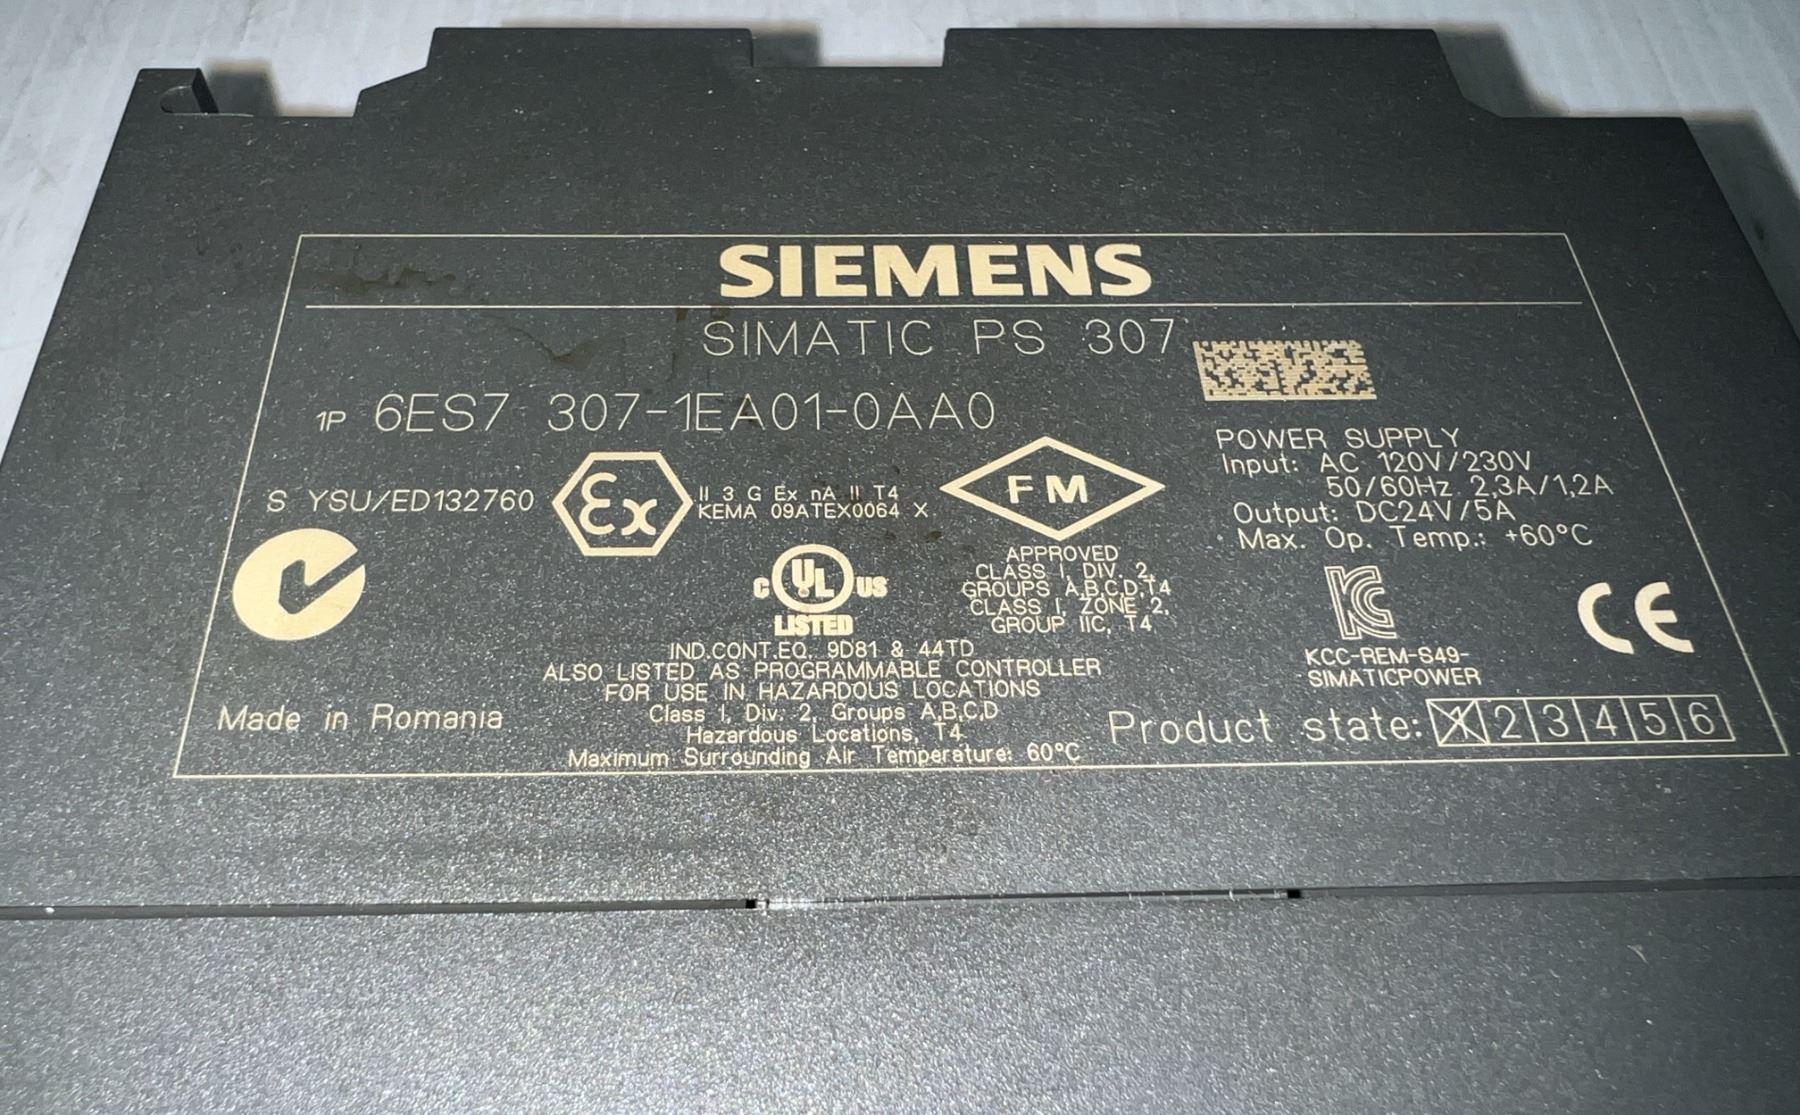 SIEMENS
SIMATIC PS 307
1P 6ES7 307-1EA01-0AA0
S YSU/ED132760
Ex
II 3 G Ex nA II T4
KEMA 09ATEX0064 X
FM
APPROVED
CLASS I, DIV. 2,
GROUPS A,B,C,D,T4
CLASS I, ZONE 2,
GROUP IIC, T4
POWER SUPPLY
Input: AC 120V/230V
50/60Hz 2,3A/1,2A
Output: DC24V/5A
Max. Op. Temp.: +60°C
C UL US
LISTED
IND.CONT.EQ. 9D81 & 44TD
ALSO LISTED AS PROGRAMMABLE CONTROLLER
FOR USE IN HAZARDOUS LOCATIONS
Class I, Div. 2, Groups A,B,C,D
Hazardous Locations, T4
Maximum Surrounding Air Temperature: 60°C
KC
KCC-REM-S49-
SIMATICPOWER
CE
Made in Romania
Product state: 1 2 3 4 5 6